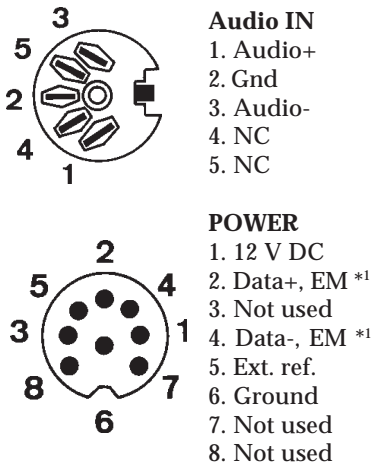 3
5
2
4
1
Audio IN
1. Audio+
2. Gnd
3. Audio-
4. NC
5. NC
2
5 4
3 1
8 7
6
POWER
1. 12 V DC
2. Data+, EM *1
3. Not used
4. Data-, EM *1
5. Ext. ref.
6. Ground
7. Not used
8. Not used